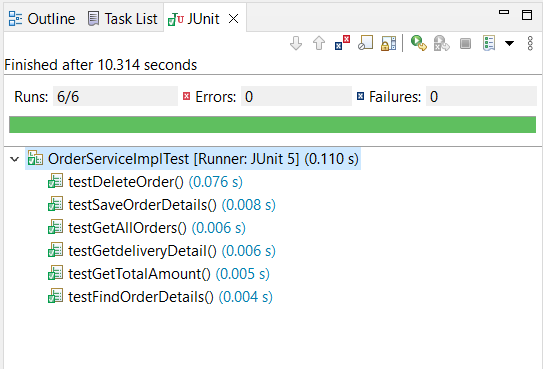 Outline Task List JUnit
Finished after 10.314 seconds
Runs: 6/6 Errors: 0 Failures: 0
OrderServiceImplTest [Runner: JUnit 5] (0.110 s)
testDeleteOrder() (0.076 s)
testSaveOrderDetails() (0.008 s)
testGetAllOrders() (0.006 s)
testGetdeliveryDetail() (0.006 s)
testGetTotalAmount() (0.005 s)
testFindOrderDetails() (0.004 s)